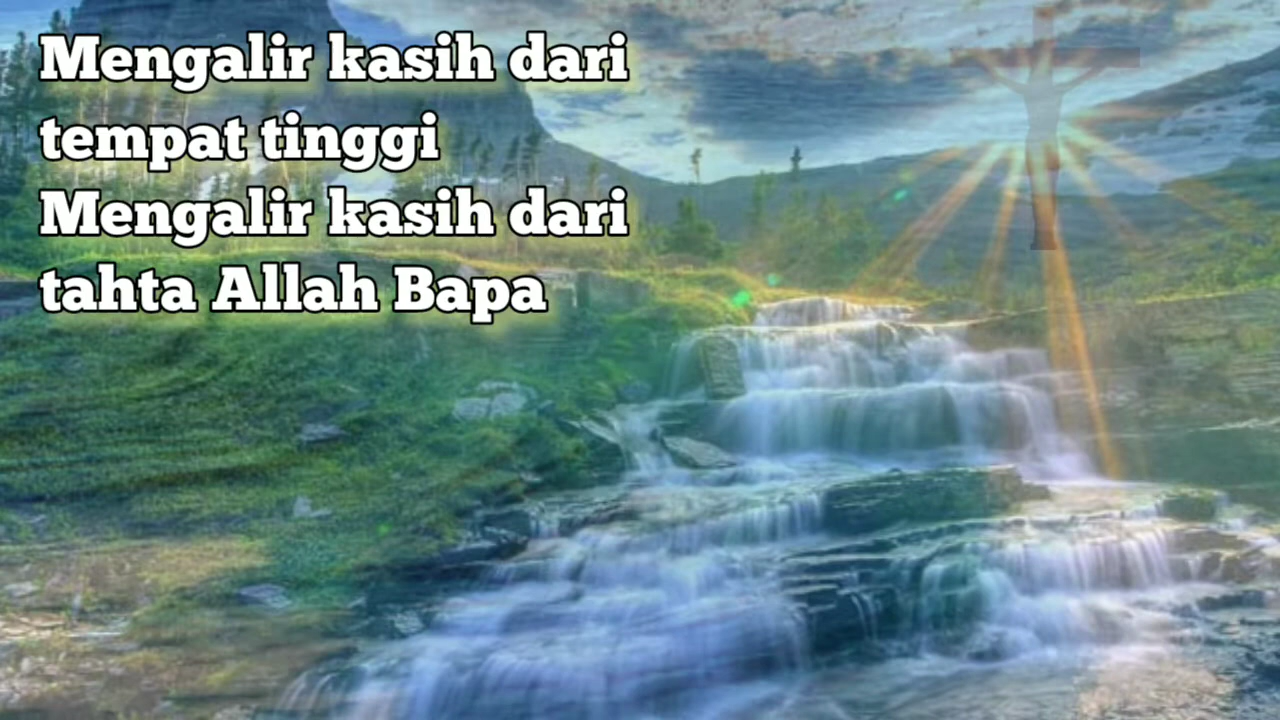 Mengalir kasih dari
tempat tinggi
Mengalir kasih dari
tahta Allah Bapa